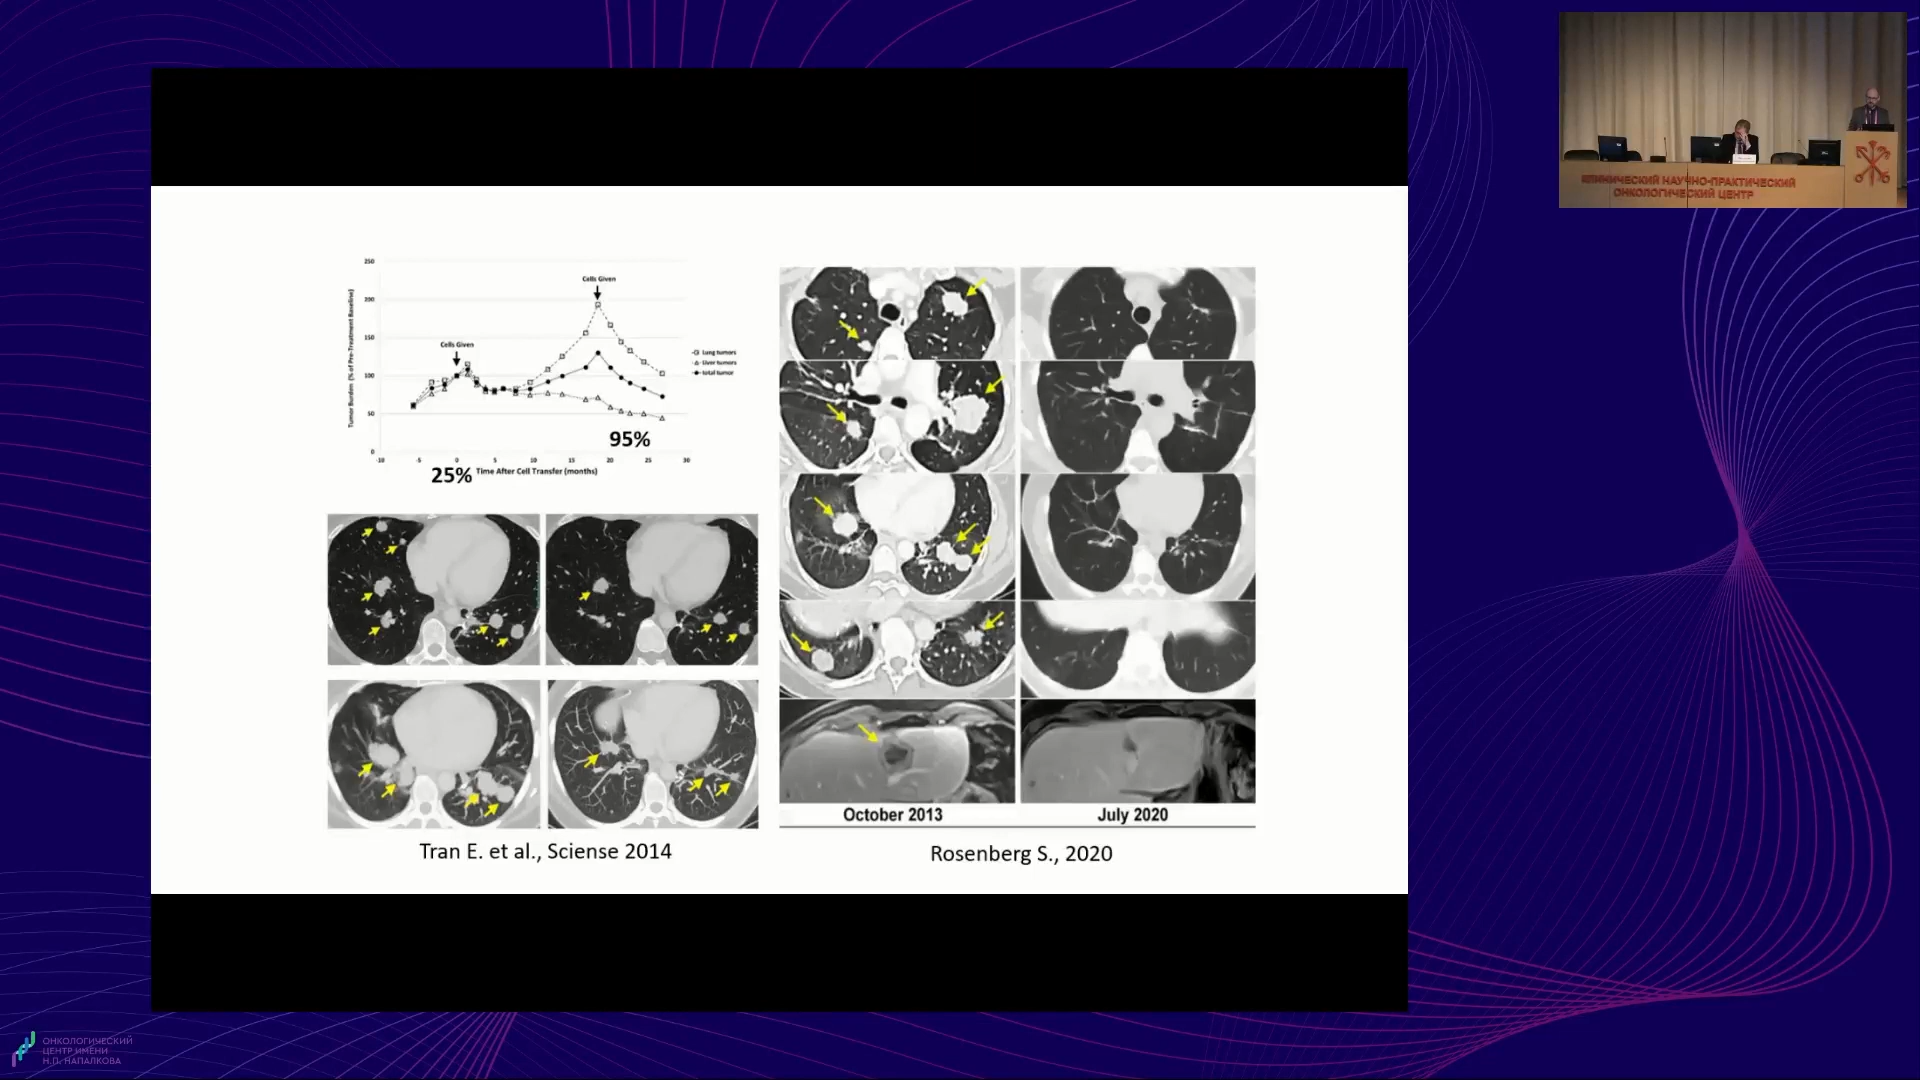 КЛИНИЧЕСКИЙ НАУЧНО-ПРАКТИЧЕСКИЙ
ОНКОЛОГИЧЕСКИЙ ЦЕНТР
250
200
150
100
50
0
Tumor Burden (% of Pre-Treatment Baseline)
Cells Given
Cells Given
Lung tumors
Liver tumors
total tumor
95%
-10 -5 0 5 10 15 20 25 30
25% Time After Cell Transfer (months)
October 2013 July 2020
Tran E. et al., Sciense 2014
Rosenberg S., 2020
ОНКОЛОГИЧЕСКИЙ
ЦЕНТР ИМЕНИ
Н.П. НАПАЛКОВА